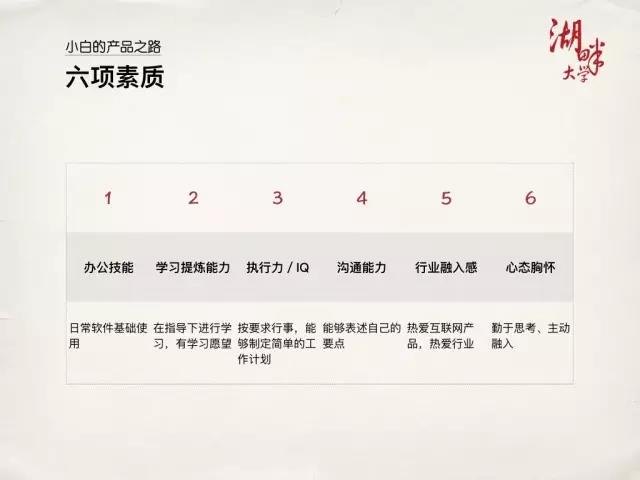 小白的产品之路
六项素质
湖畔
大学
1 2 3 4 5 6
办公技能 学习提炼能力 执行力 / IQ 沟通能力 行业融入感 心态胸怀
日常软件基础使 在指导下进行学 按要求行事，能 能够表述自己的 热爱互联网产 勤于思考、主动
用 习，有学习愿望 够制定简单的工 要点 品，热爱行业 融入
作计划